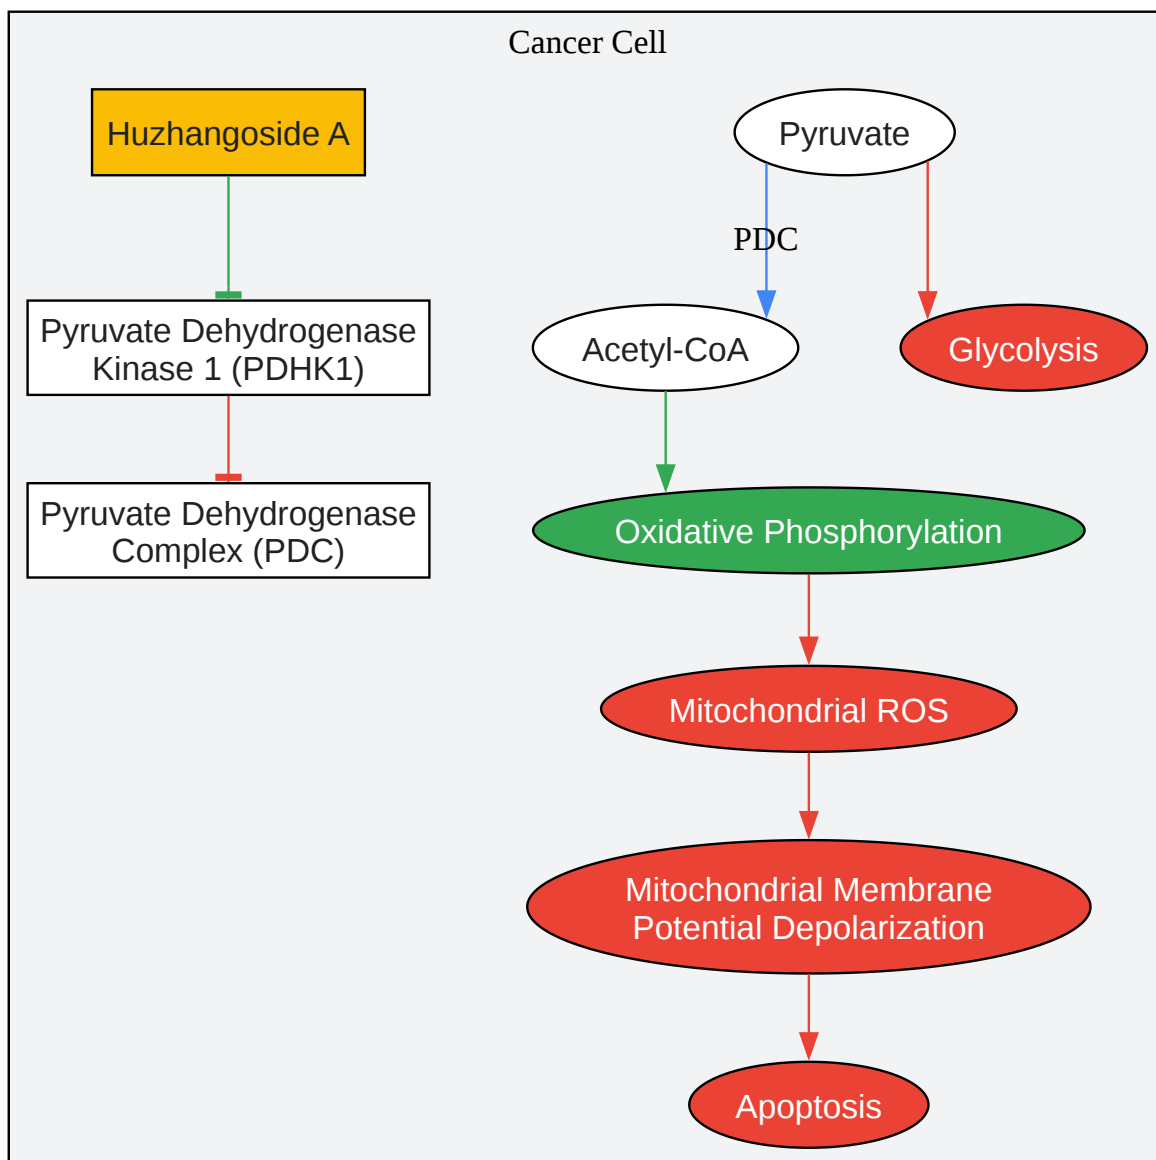 Cancer Cell
Huzhangoside A
Pyruvate
PDC
Pyruvate Dehydrogenase
Kinase 1 (PDHK1)
Acetyl-CoA
Glycolysis
Pyruvate Dehydrogenase
Complex (PDC)
Oxidative Phosphorylation
Mitochondrial ROS
Mitochondrial Membrane
Potential Depolarization
Apoptosis